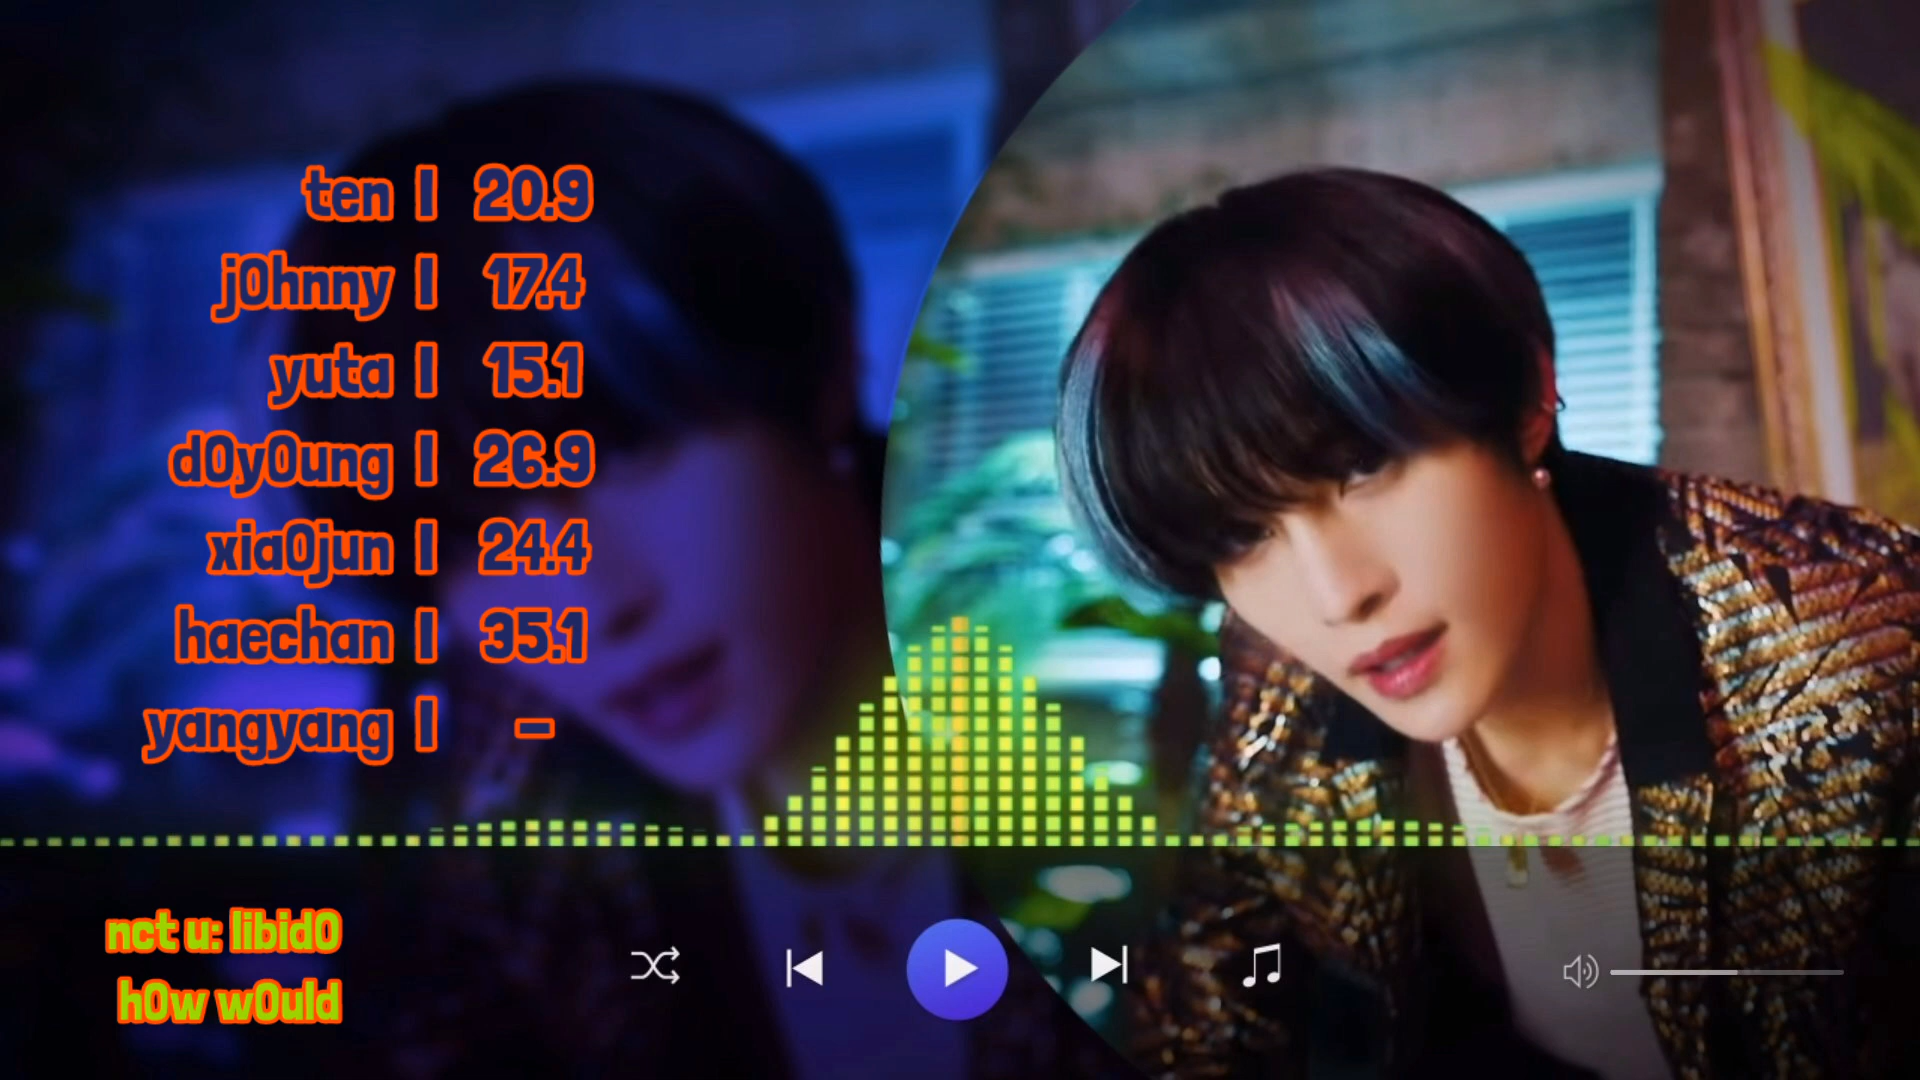 ten | 20.9
j0hnny | 17.4
yuta | 15.1
d0y0ung | 26.9
xia0jun | 24.4
haechan | 35.1
yangyang | -
nct u: libid0
h0w w0uld